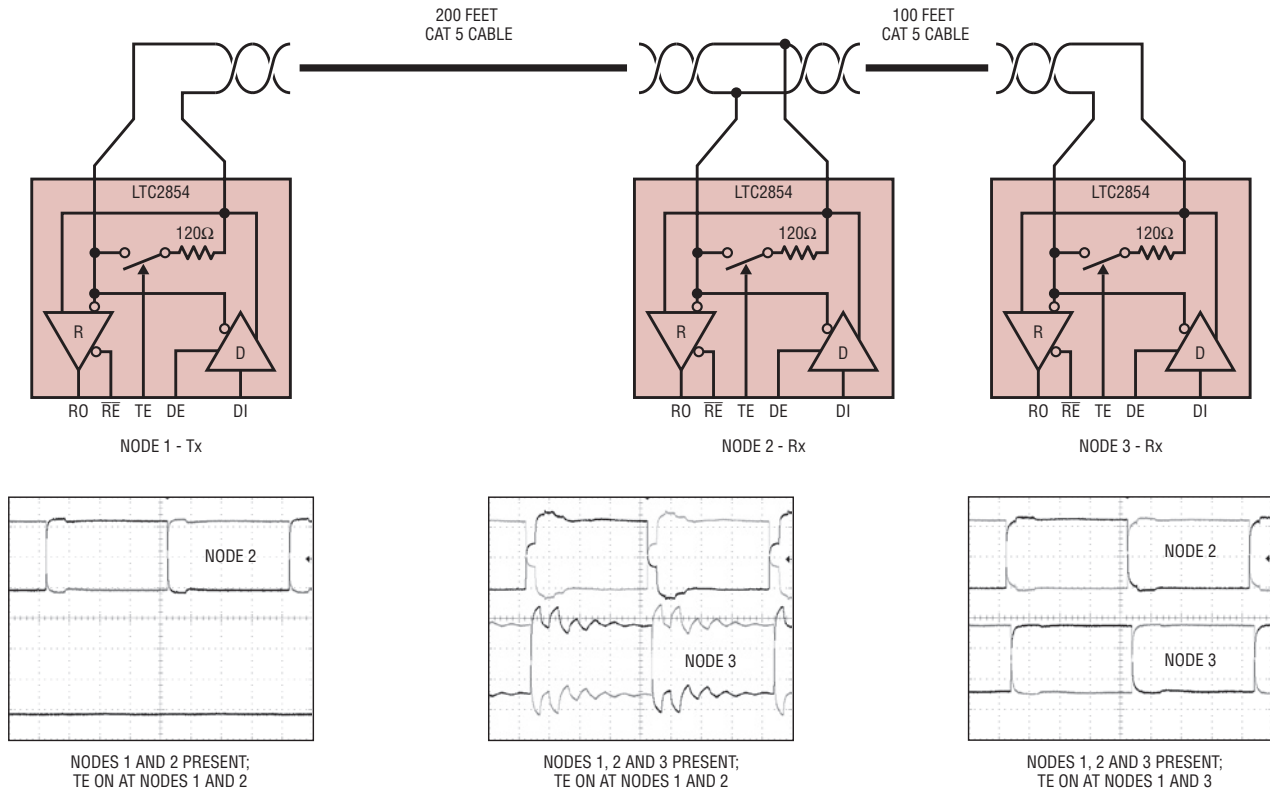 200 FEET
CAT 5 CABLE
100 FEET
CAT 5 CABLE
LTC2854
120Ω
R
D
RO R̅E̅ TE DE DI
NODE 1 - Tx
LTC2854
120Ω
R
D
RO R̅E̅ TE DE DI
NODE 2 - Rx
LTC2854
120Ω
R
D
RO R̅E̅ TE DE DI
NODE 3 - Rx
NODE 2
NODES 1 AND 2 PRESENT;
TE ON AT NODES 1 AND 2
NODE 3
NODES 1, 2 AND 3 PRESENT;
TE ON AT NODES 1 AND 2
NODE 2
NODE 3
NODES 1, 2 AND 3 PRESENT;
TE ON AT NODES 1 AND 3